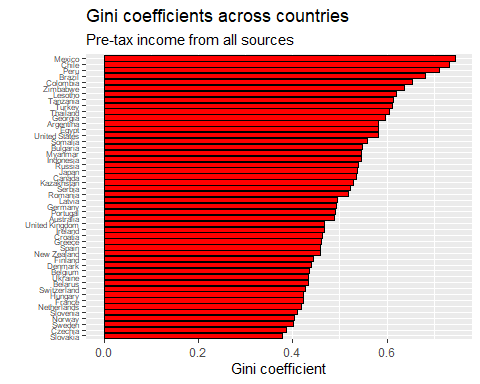 Gini coefficients across countries
Pre-tax income from all sources
Mexico
Chile
Peru
Brazil
Colombia
Zimbabwe
Lesotho
Tanzania
Turkey
Thailand
Georgia
Argentina
Egypt
United States
Somalia
Bulgaria
Myanmar
Indonesia
Russia
Japan
Canada
Kazakhstan
Serbia
Romania
Latvia
Germany
Portugal
Australia
United Kingdom
Ireland
Croatia
Greece
Spain
New Zealand
Finland
Denmark
Belgium
Ukraine
Belarus
Switzerland
Hungary
France
Netherlands
Slovenia
Norway
Sweden
Czechia
Slovakia
0.0 0.2 0.4 0.6
Gini coefficient